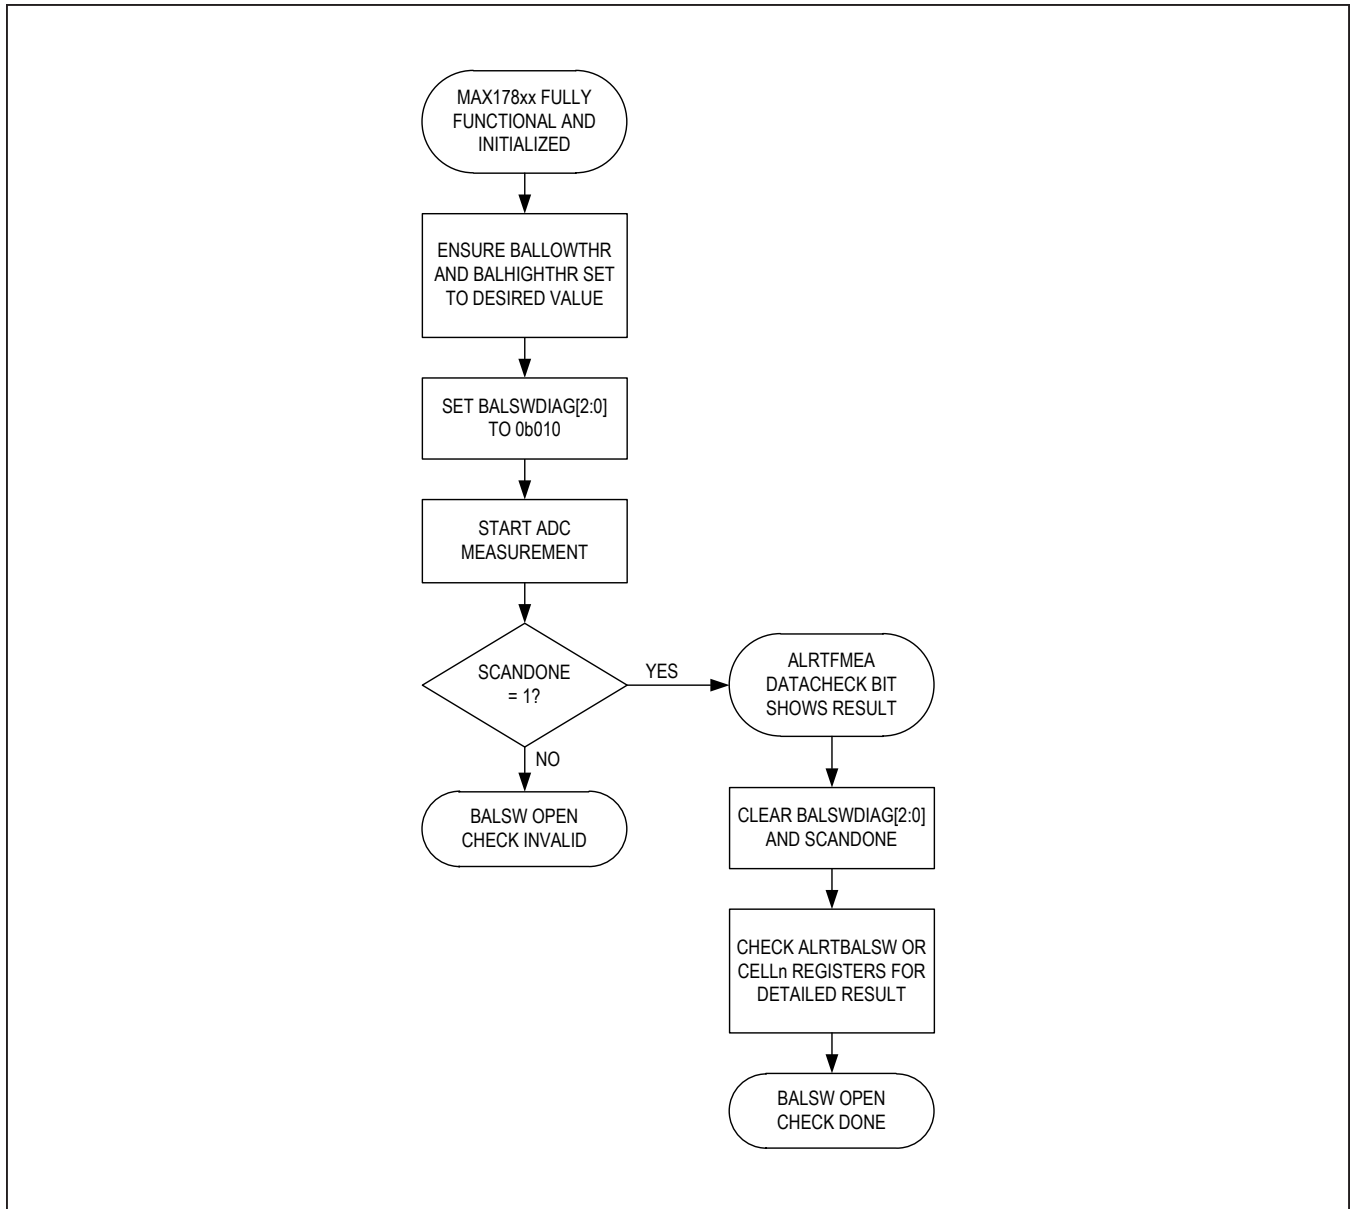 MAX178xx FULLY
FUNCTIONAL AND
INITIALIZED
ENSURE BALLOWTHR
AND BALHIGHTHR SET
TO DESIRED VALUE
SET BALSWDIAG[2:0]
TO 0b010
START ADC
MEASUREMENT
SCANDONE
= 1?
YES
NO
BALSW OPEN
CHECK INVALID
ALRTFMEA
DATACHECK BIT
SHOWS RESULT
CLEAR BALSWDIAG[2:0]
AND SCANDONE
CHECK ALRTBALSW OR
CELLn REGISTERS FOR
DETAILED RESULT
BALSW OPEN
CHECK DONE